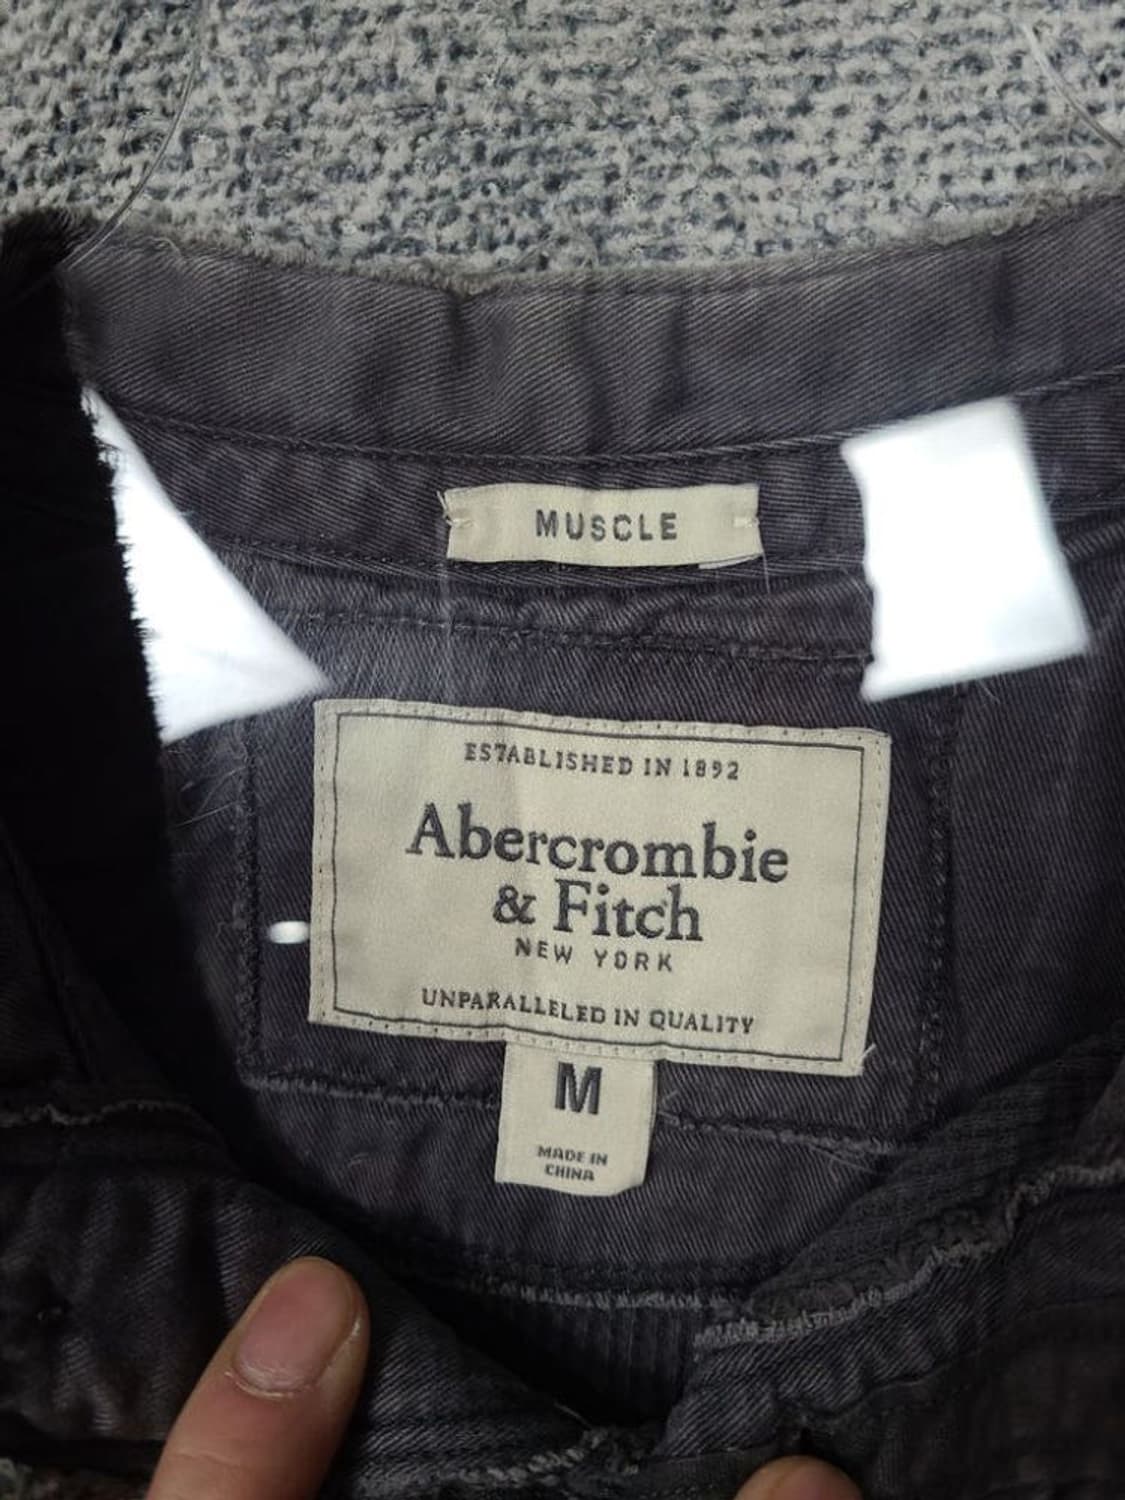 MUSCLE
ESTABLISHED IN 1892
Abercrombie
& Fitch
NEW YORK
UNPARALLELED IN QUALITY
M
MADE IN
CHINA